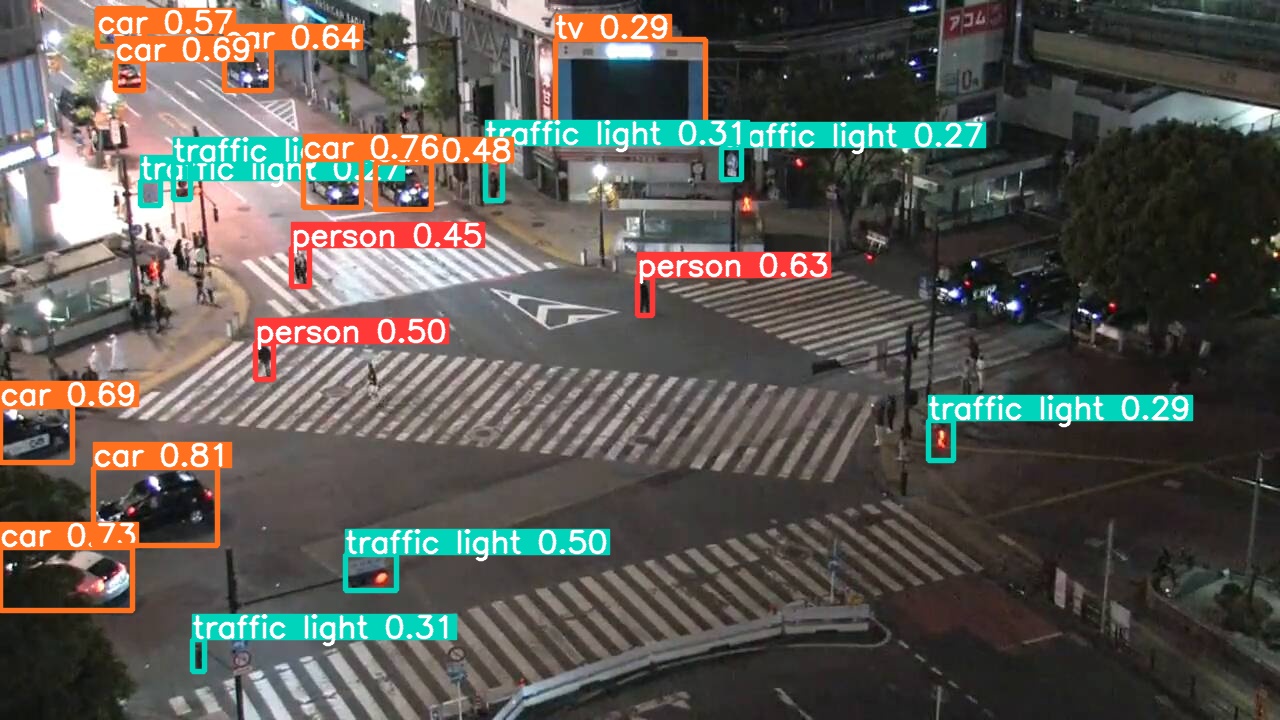 car 0.57
car 0.64
car 0.69
tv 0.29
アコム
traffic light 0.31
traffic light 0.27
car 0.76
0.48
traffic li
traffic light 0.27
person 0.45
person 0.63
person 0.50
car 0.69
traffic light 0.29
car 0.81
car 0.73
traffic light 0.50
traffic light 0.31